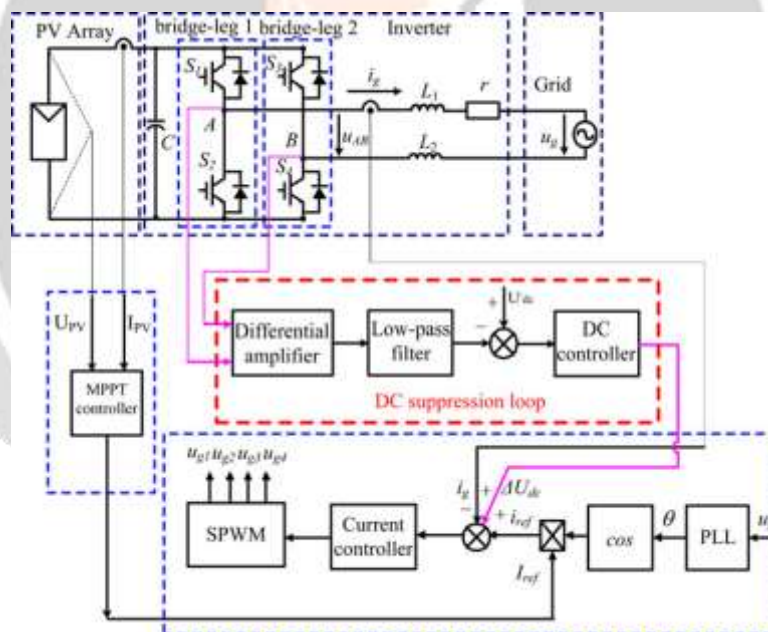 PV Array
bridge-leg 1
bridge-leg 2
Inverter
S1
S3
ig
L1
r
Grid
A
C
B
uAB
ug
S2
S4
L2
UPV
IPV
+
Udc
−
Differential amplifier
Low-pass filter
DC controller
MPPT controller
DC suppression loop
ug1 ug2 ug3 ug4
ig
+
ΔUdc
−
+
iref
θ
SPWM
Current controller
cos
PLL
Iref